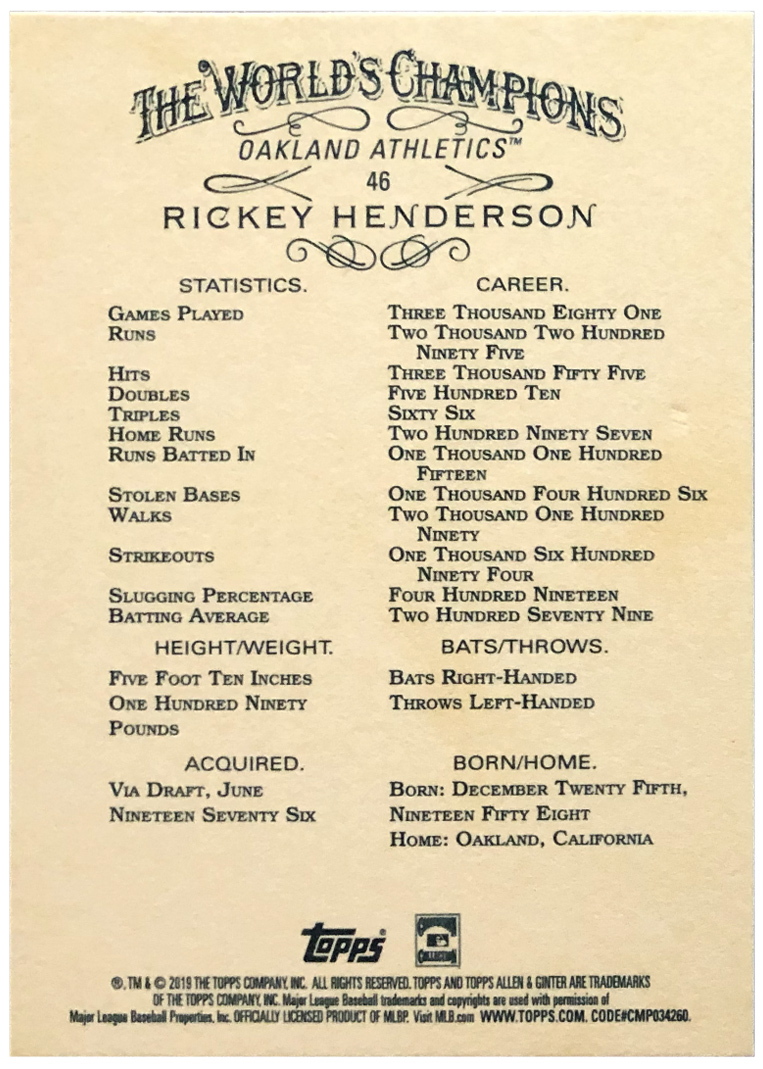 THE WORLD'S CHAMPIONS
OAKLAND ATHLETICS™
46
RICKEY HENDERSON
STATISTICS. CAREER.
GAMES PLAYED THREE THOUSAND EIGHTY ONE
RUNS TWO THOUSAND TWO HUNDRED
NINETY FIVE
HITS THREE THOUSAND FIFTY FIVE
DOUBLES FIVE HUNDRED TEN
TRIPLES SIXTY SIX
HOME RUNS TWO HUNDRED NINETY SEVEN
RUNS BATTED IN ONE THOUSAND ONE HUNDRED
FIFTEEN
STOLEN BASES ONE THOUSAND FOUR HUNDRED SIX
WALKS TWO THOUSAND ONE HUNDRED
NINETY
STRIKEOUTS ONE THOUSAND SIX HUNDRED
NINETY FOUR
SLUGGING PERCENTAGE FOUR HUNDRED NINETEEN
BATTING AVERAGE TWO HUNDRED SEVENTY NINE
HEIGHT/WEIGHT. BATS/THROWS.
FIVE FOOT TEN INCHES BATS RIGHT-HANDED
ONE HUNDRED NINETY THROWS LEFT-HANDED
POUNDS
ACQUIRED. BORN/HOME.
VIA DRAFT, JUNE BORN: DECEMBER TWENTY FIFTH,
NINETEEN SEVENTY SIX NINETEEN FIFTY EIGHT
HOME: OAKLAND, CALIFORNIA
topps
®, TM & © 2019 THE TOPPS COMPANY, INC. ALL RIGHTS RESERVED. TOPPS AND TOPPS ALLEN & GINTER ARE TRADEMARKS
OF THE TOPPS COMPANY, INC. Major League Baseball trademarks and copyrights are used with permission of
Major League Baseball Properties, Inc. OFFICIALLY LICENSED PRODUCT OF MLBP. Visit MLB.com WWW.TOPPS.COM. CODE#CMP034260.